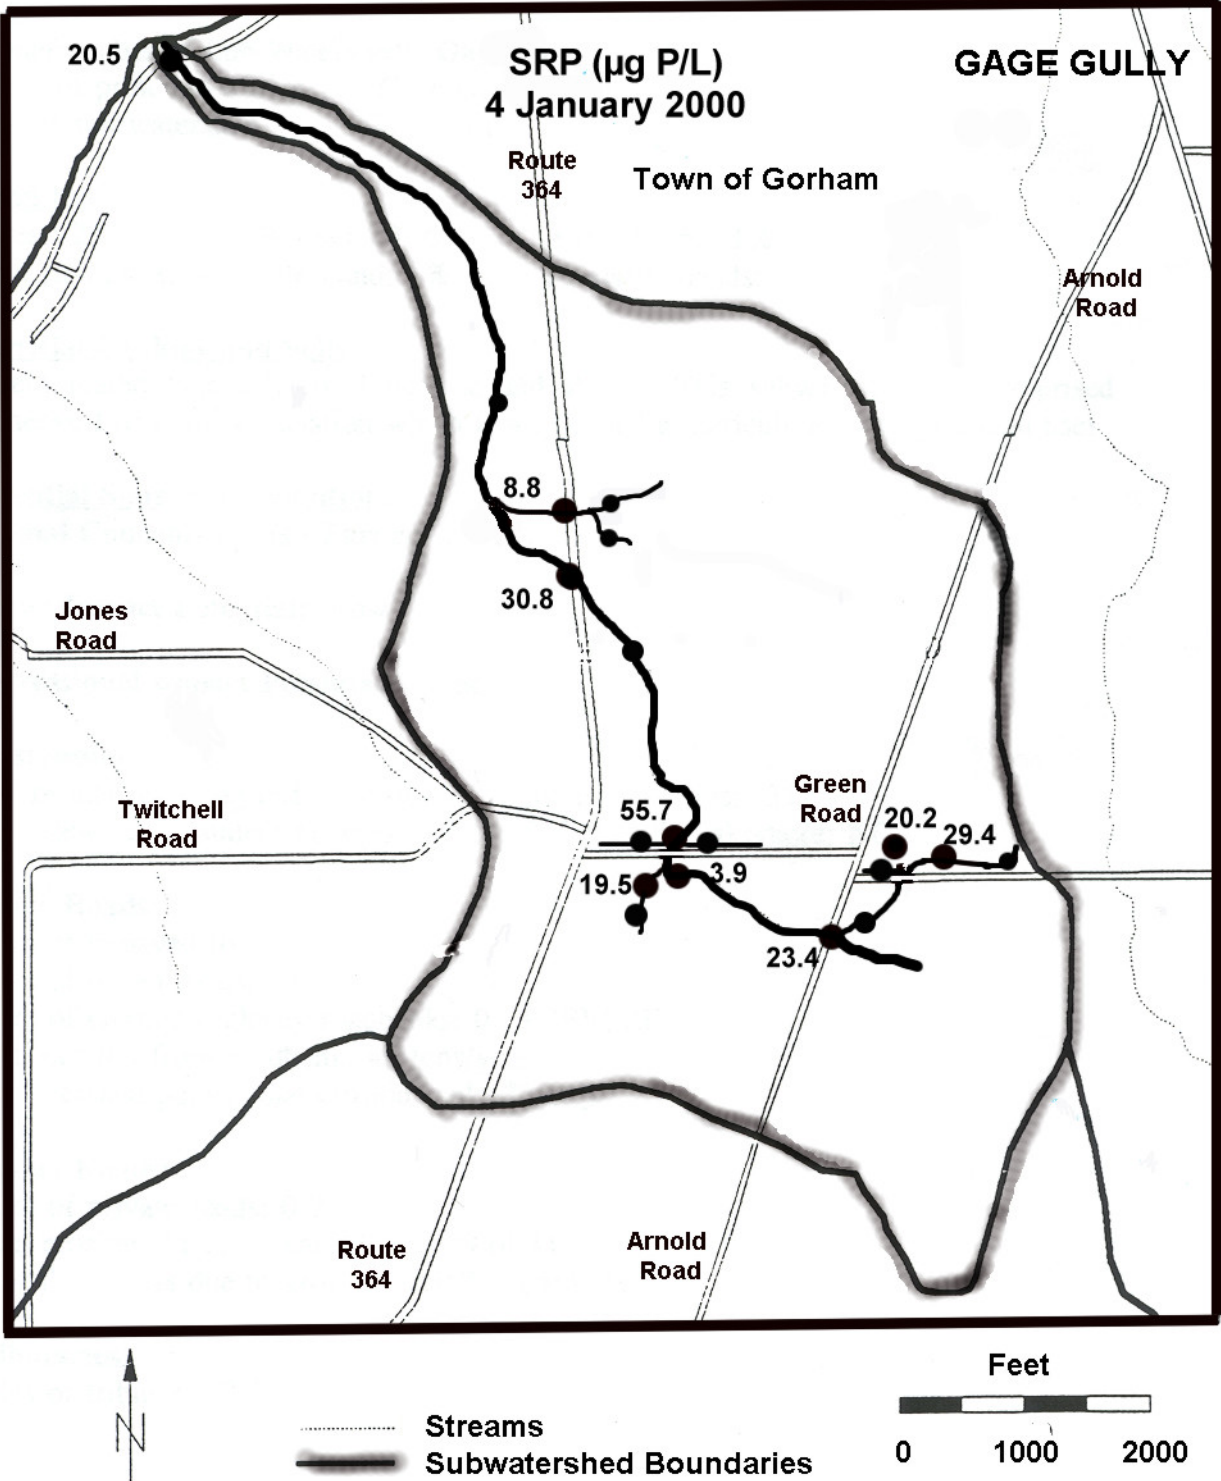 20.5
SRP (µg P/L)
4 January 2000
GAGE GULLY
Route
364
Town of Gorham
Arnold
Road
8.8
30.8
Jones
Road
Twitchell
Road
55.7
Green
Road
20.2
29.4
19.5
3.9
23.4
Route
364
Arnold
Road
N
Streams
Subwatershed Boundaries
Feet
0 1000 2000